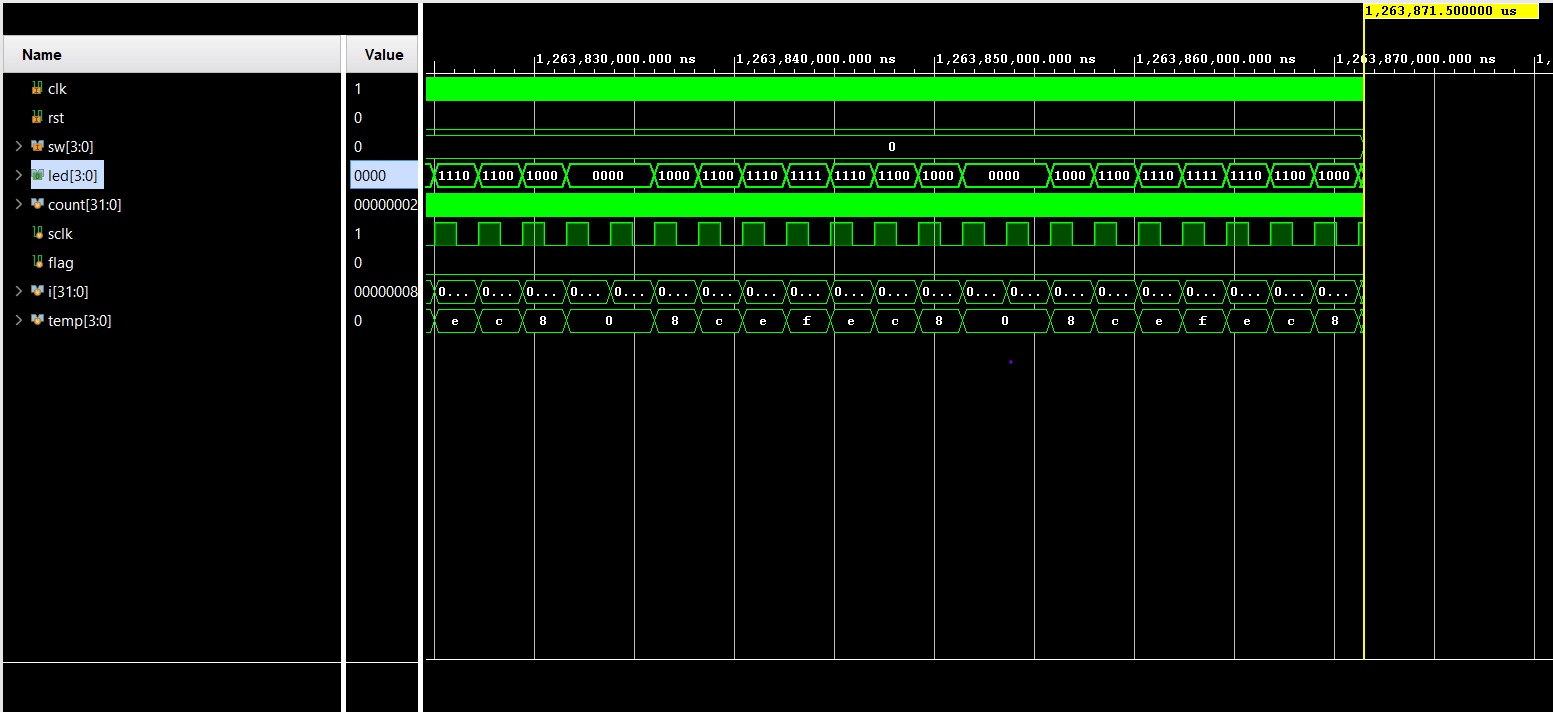 1,263,871.500000 us
Name Value
1,263,830,000.000 ns 1,263,840,000.000 ns 1,263,850,000.000 ns 1,263,860,000.000 ns 1,263,870,000.000 ns 1,
clk 1
rst 0
sw[3:0] 0 0
led[3:0] 0000 1110 1100 1000 0000 1000 1100 1110 1111 1110 1100 1000 0000 1000 1100 1110 1111 1110 1100 1000
count[31:0] 00000002
sclk 1
flag 0
i[31:0] 00000008 0... 0... 0... 0... 0... 0... 0... 0... 0... 0... 0... 0... 0... 0... 0... 0... 0... 0... 0... 0... 0...
temp[3:0] 0 e c 8 0 8 c e f e c 8 0 8 c e f e c 8